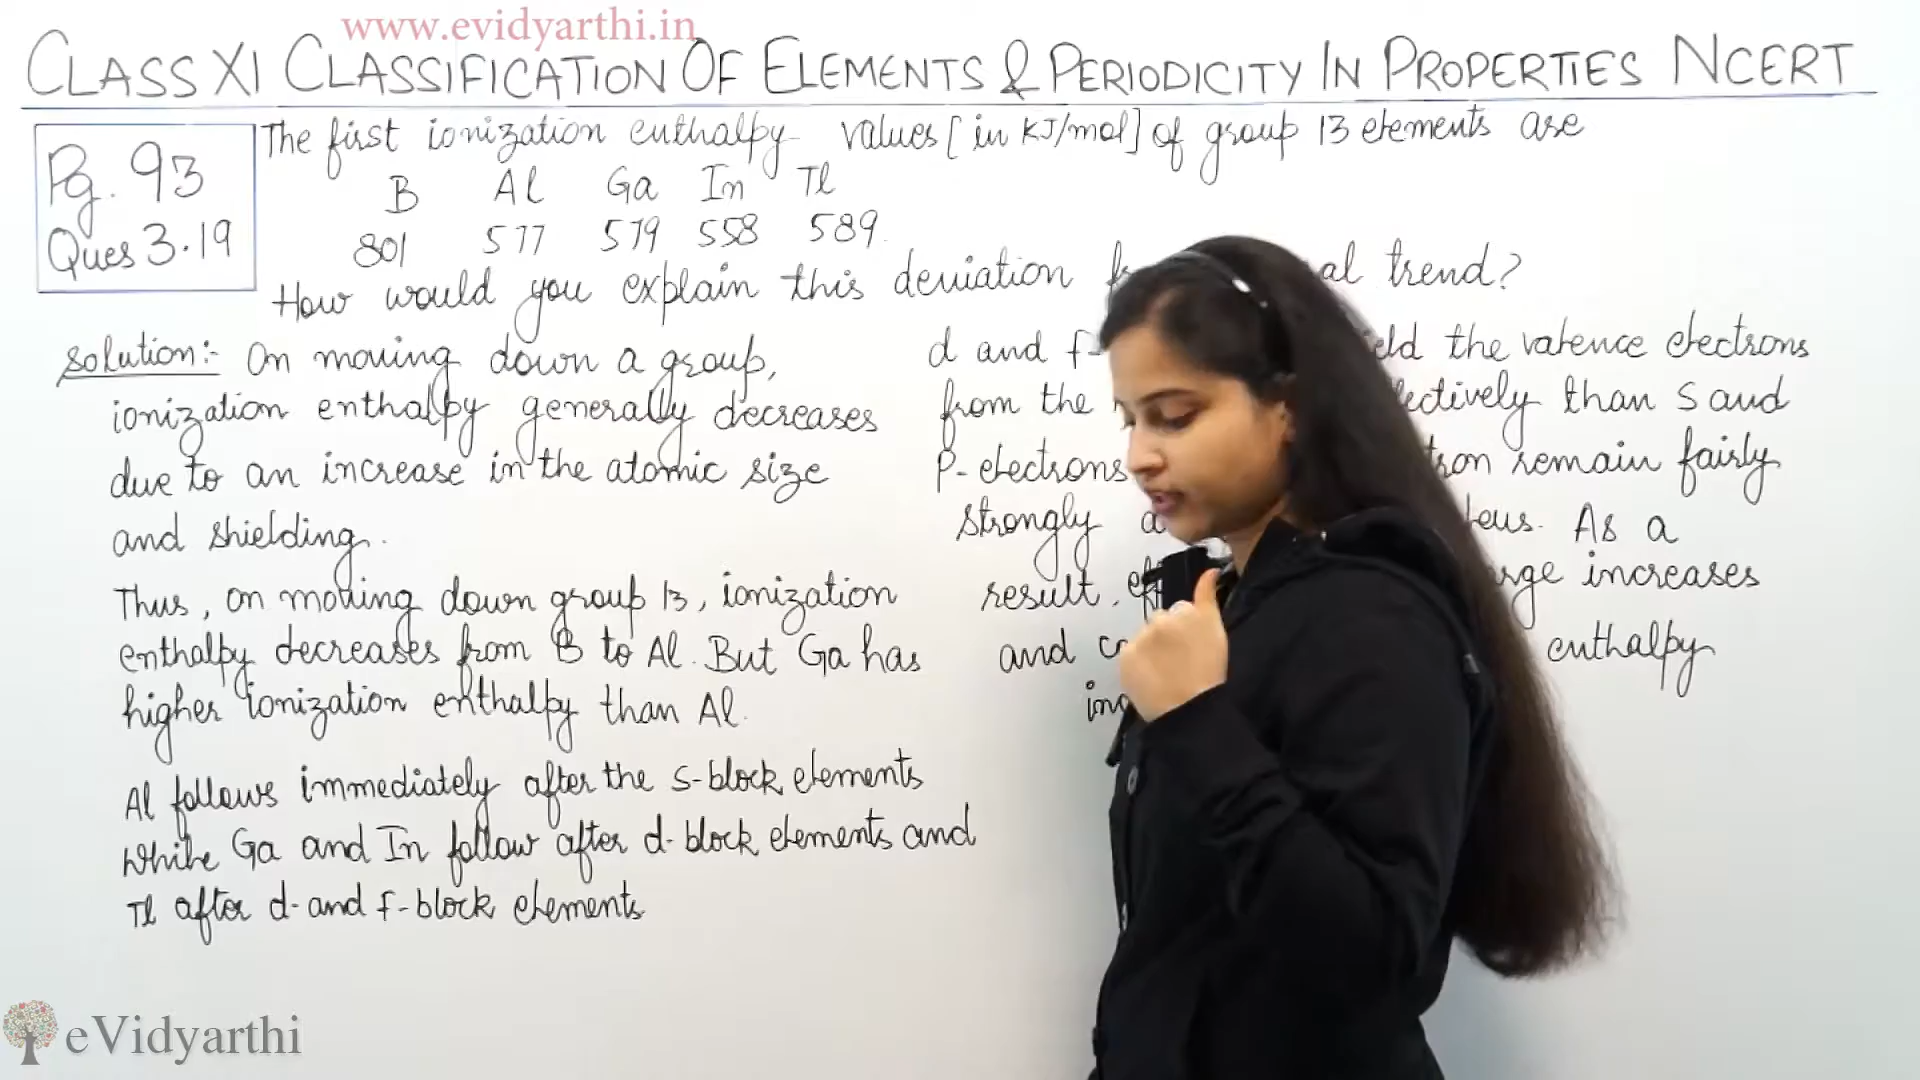 www.evidyarthi.in
CLASS XI CLASSIFICATION OF ELEMENTS & PERIODICITY IN PROPERTIES NCERT
Pg. 93
Ques 3.19
The first ionization enthalpy values [in KJ/mol] of group 13 elements are
B Al Ga In Tl
801 577 579 558 589
How would you explain this deviation al trend?
Solution:- On moving down a group,
ionization enthalpy generally decreases
due to an increase in the atomic size
and shielding.
Thus, on moving down group 13, ionization
enthalpy decreases from B to Al. But Ga has
higher ionization enthalpy than Al.
Al follows immediately after the s-block elements
while Ga and In follow after d-block elements and
Tl after d- and f-block elements
d and f- eld the valence electrons
from the lectively than S and
P-electrons tron remain fairly
strongly eus. As a
result, eff rge increases
and co enthalpy
inc
eVidyarthi